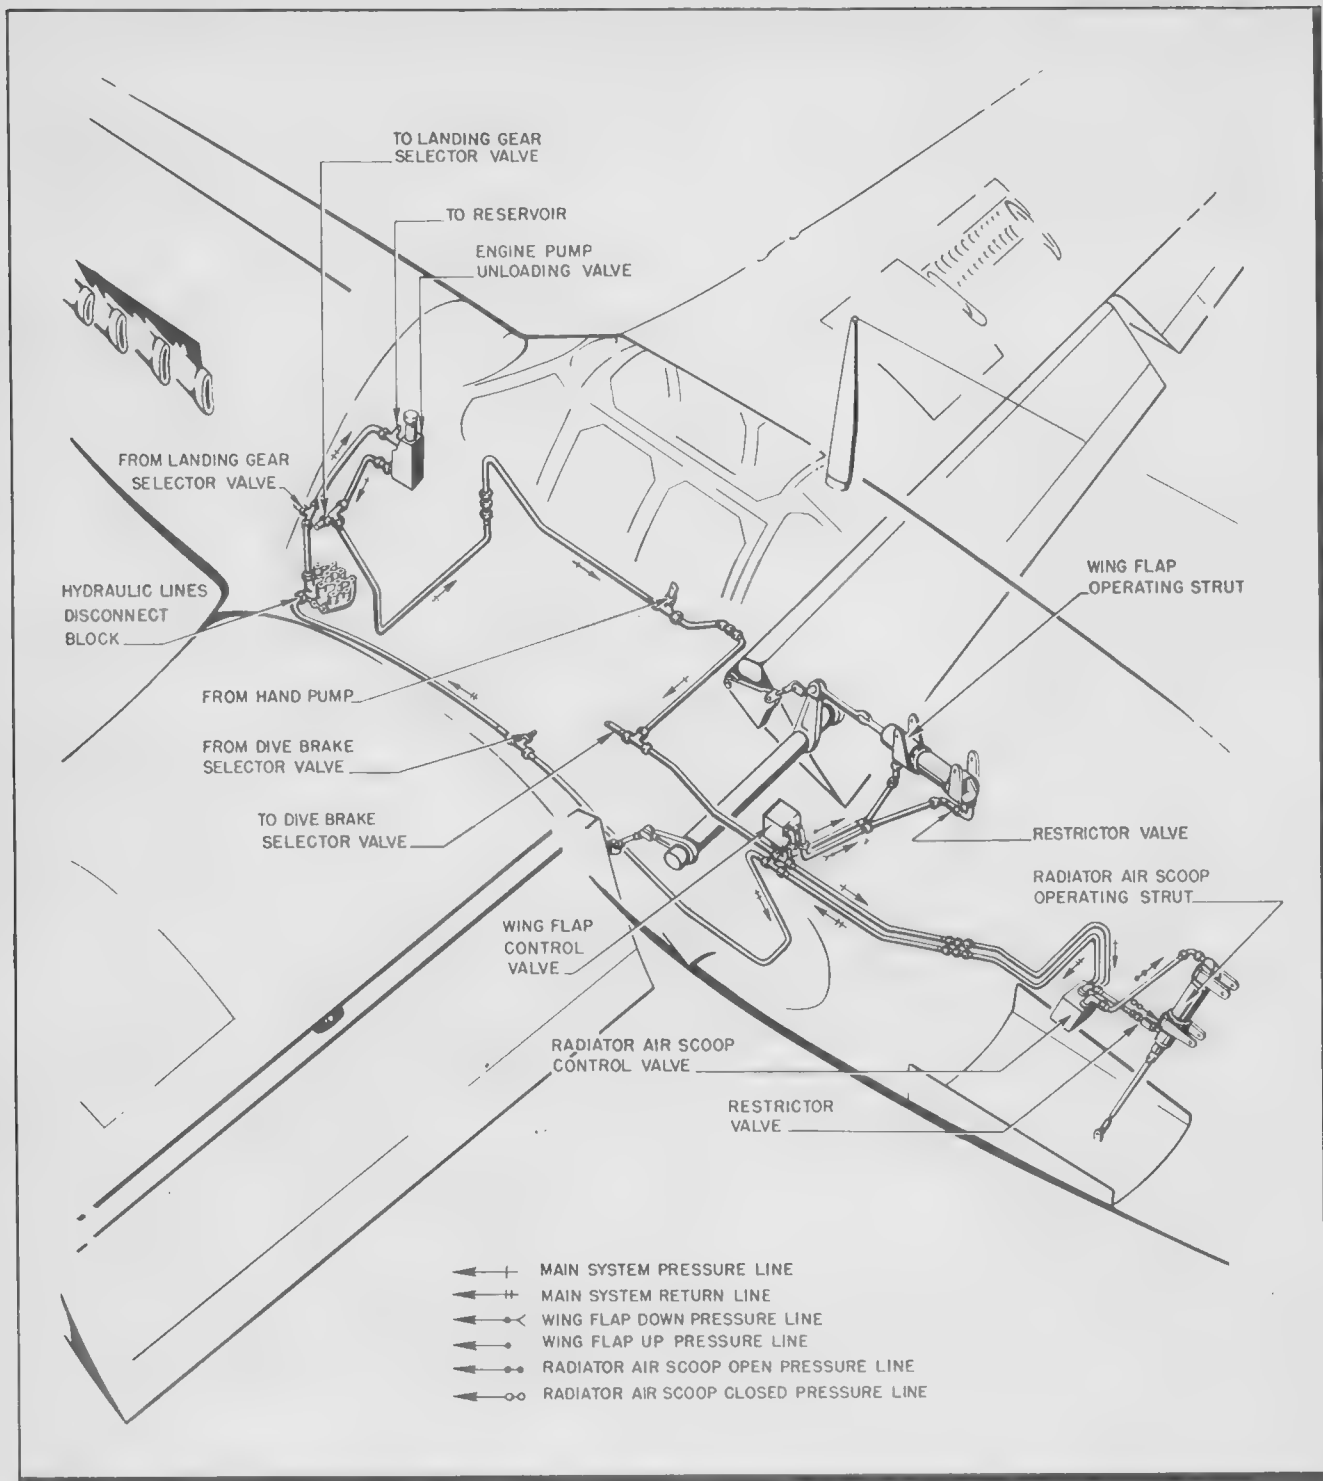 TO LANDING GEAR
SELECTOR VALVE
TO RESERVOIR
ENGINE PUMP
UNLOADING VALVE
FROM LANDING GEAR
SELECTOR VALVE
HYDRAULIC LINES
DISCONNECT
BLOCK
WING FLAP
OPERATING STRUT
FROM HAND PUMP
FROM DIVE BRAKE
SELECTOR VALVE
TO DIVE BRAKE
SELECTOR VALVE
RESTRICTOR VALVE
RADIATOR AIR SCOOP
OPERATING STRUT
WING FLAP
CONTROL
VALVE
RADIATOR AIR SCOOP
CONTROL VALVE
RESTRICTOR
VALVE
MAIN SYSTEM PRESSURE LINE
MAIN SYSTEM RETURN LINE
WING FLAP DOWN PRESSURE LINE
WING FLAP UP PRESSURE LINE
RADIATOR AIR SCOOP OPEN PRESSURE LINE
RADIATOR AIR SCOOP CLOSED PRESSURE LINE